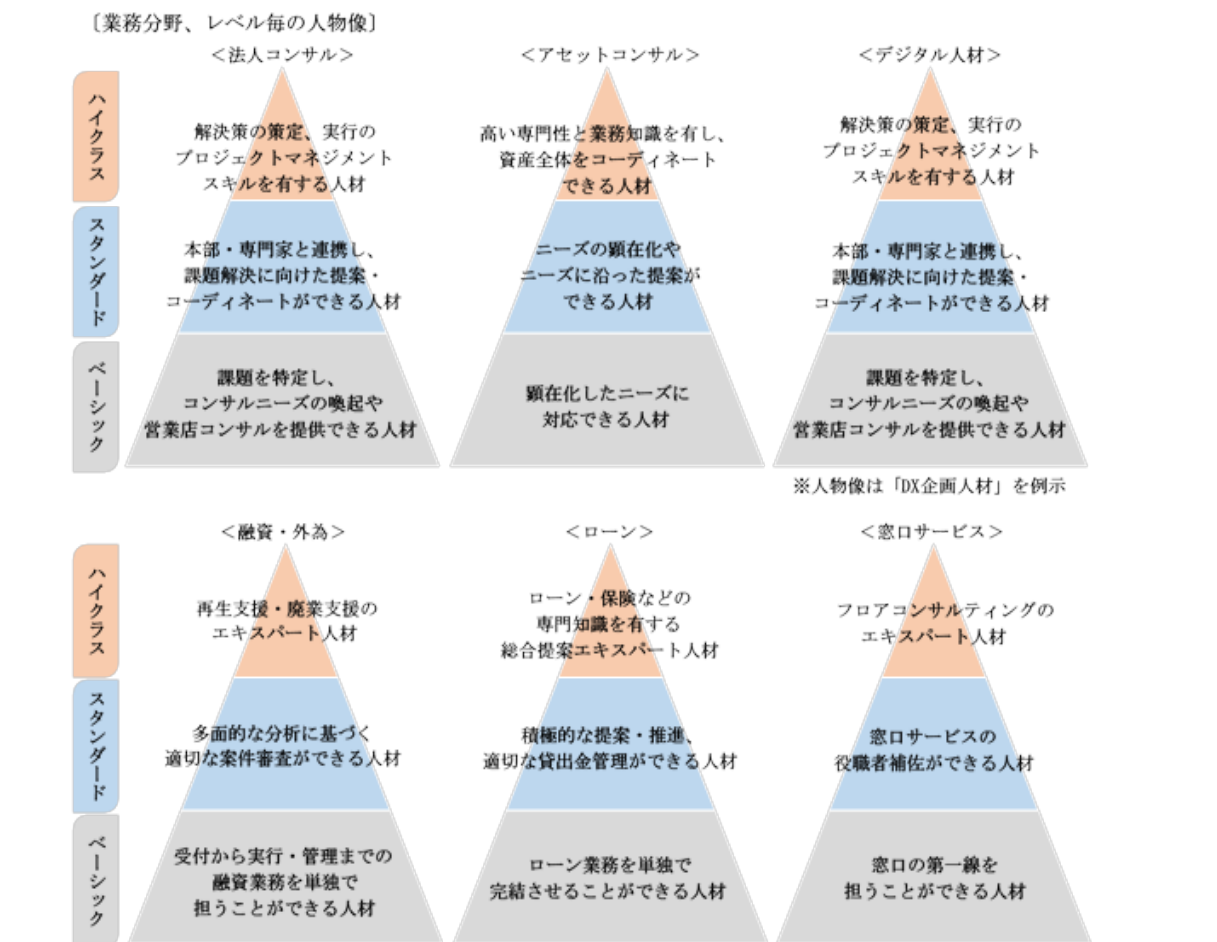 〔業務分野、レベル毎の人物像〕
＜法人コンサル＞
＜アセットコンサル＞
＜デジタル人材＞
ハイクラス
解決策の策定、実行の
プロジェクトマネジメント
スキルを有する人材
高い専門性と業務知識を有し、
資産全体をコーディネート
できる人材
解決策の策定、実行の
プロジェクトマネジメント
スキルを有する人材
スタンダード
本部・専門家と連携し、
課題解決に向けた提案・
コーディネートができる人材
ニーズの顕在化や
ニーズに沿った提案が
できる人材
本部・専門家と連携し、
課題解決に向けた提案・
コーディネートができる人材
ベーシック
課題を特定し、
コンサルニーズの喚起や
営業店コンサルを提供できる人材
顕在化したニーズに
対応できる人材
課題を特定し、
コンサルニーズの喚起や
営業店コンサルを提供できる人材
※人物像は「DX企画人材」を例示
＜融資・外為＞
＜ローン＞
＜窓口サービス＞
ハイクラス
再生支援・廃業支援の
エキスパート人材
ローン・保険などの
専門知識を有する
総合提案エキスパート人材
フロアコンサルティングの
エキスパート人材
スタンダード
多面的な分析に基づく
適切な案件審査ができる人材
積極的な提案・推進、
適切な貸出金管理ができる人材
窓口サービスの
役職者補佐ができる人材
ベーシック
受付から実行・管理までの
融資業務を単独で
担うことができる人材
ローン業務を単独で
完結させることができる人材
窓口の第一線を
担うことができる人材